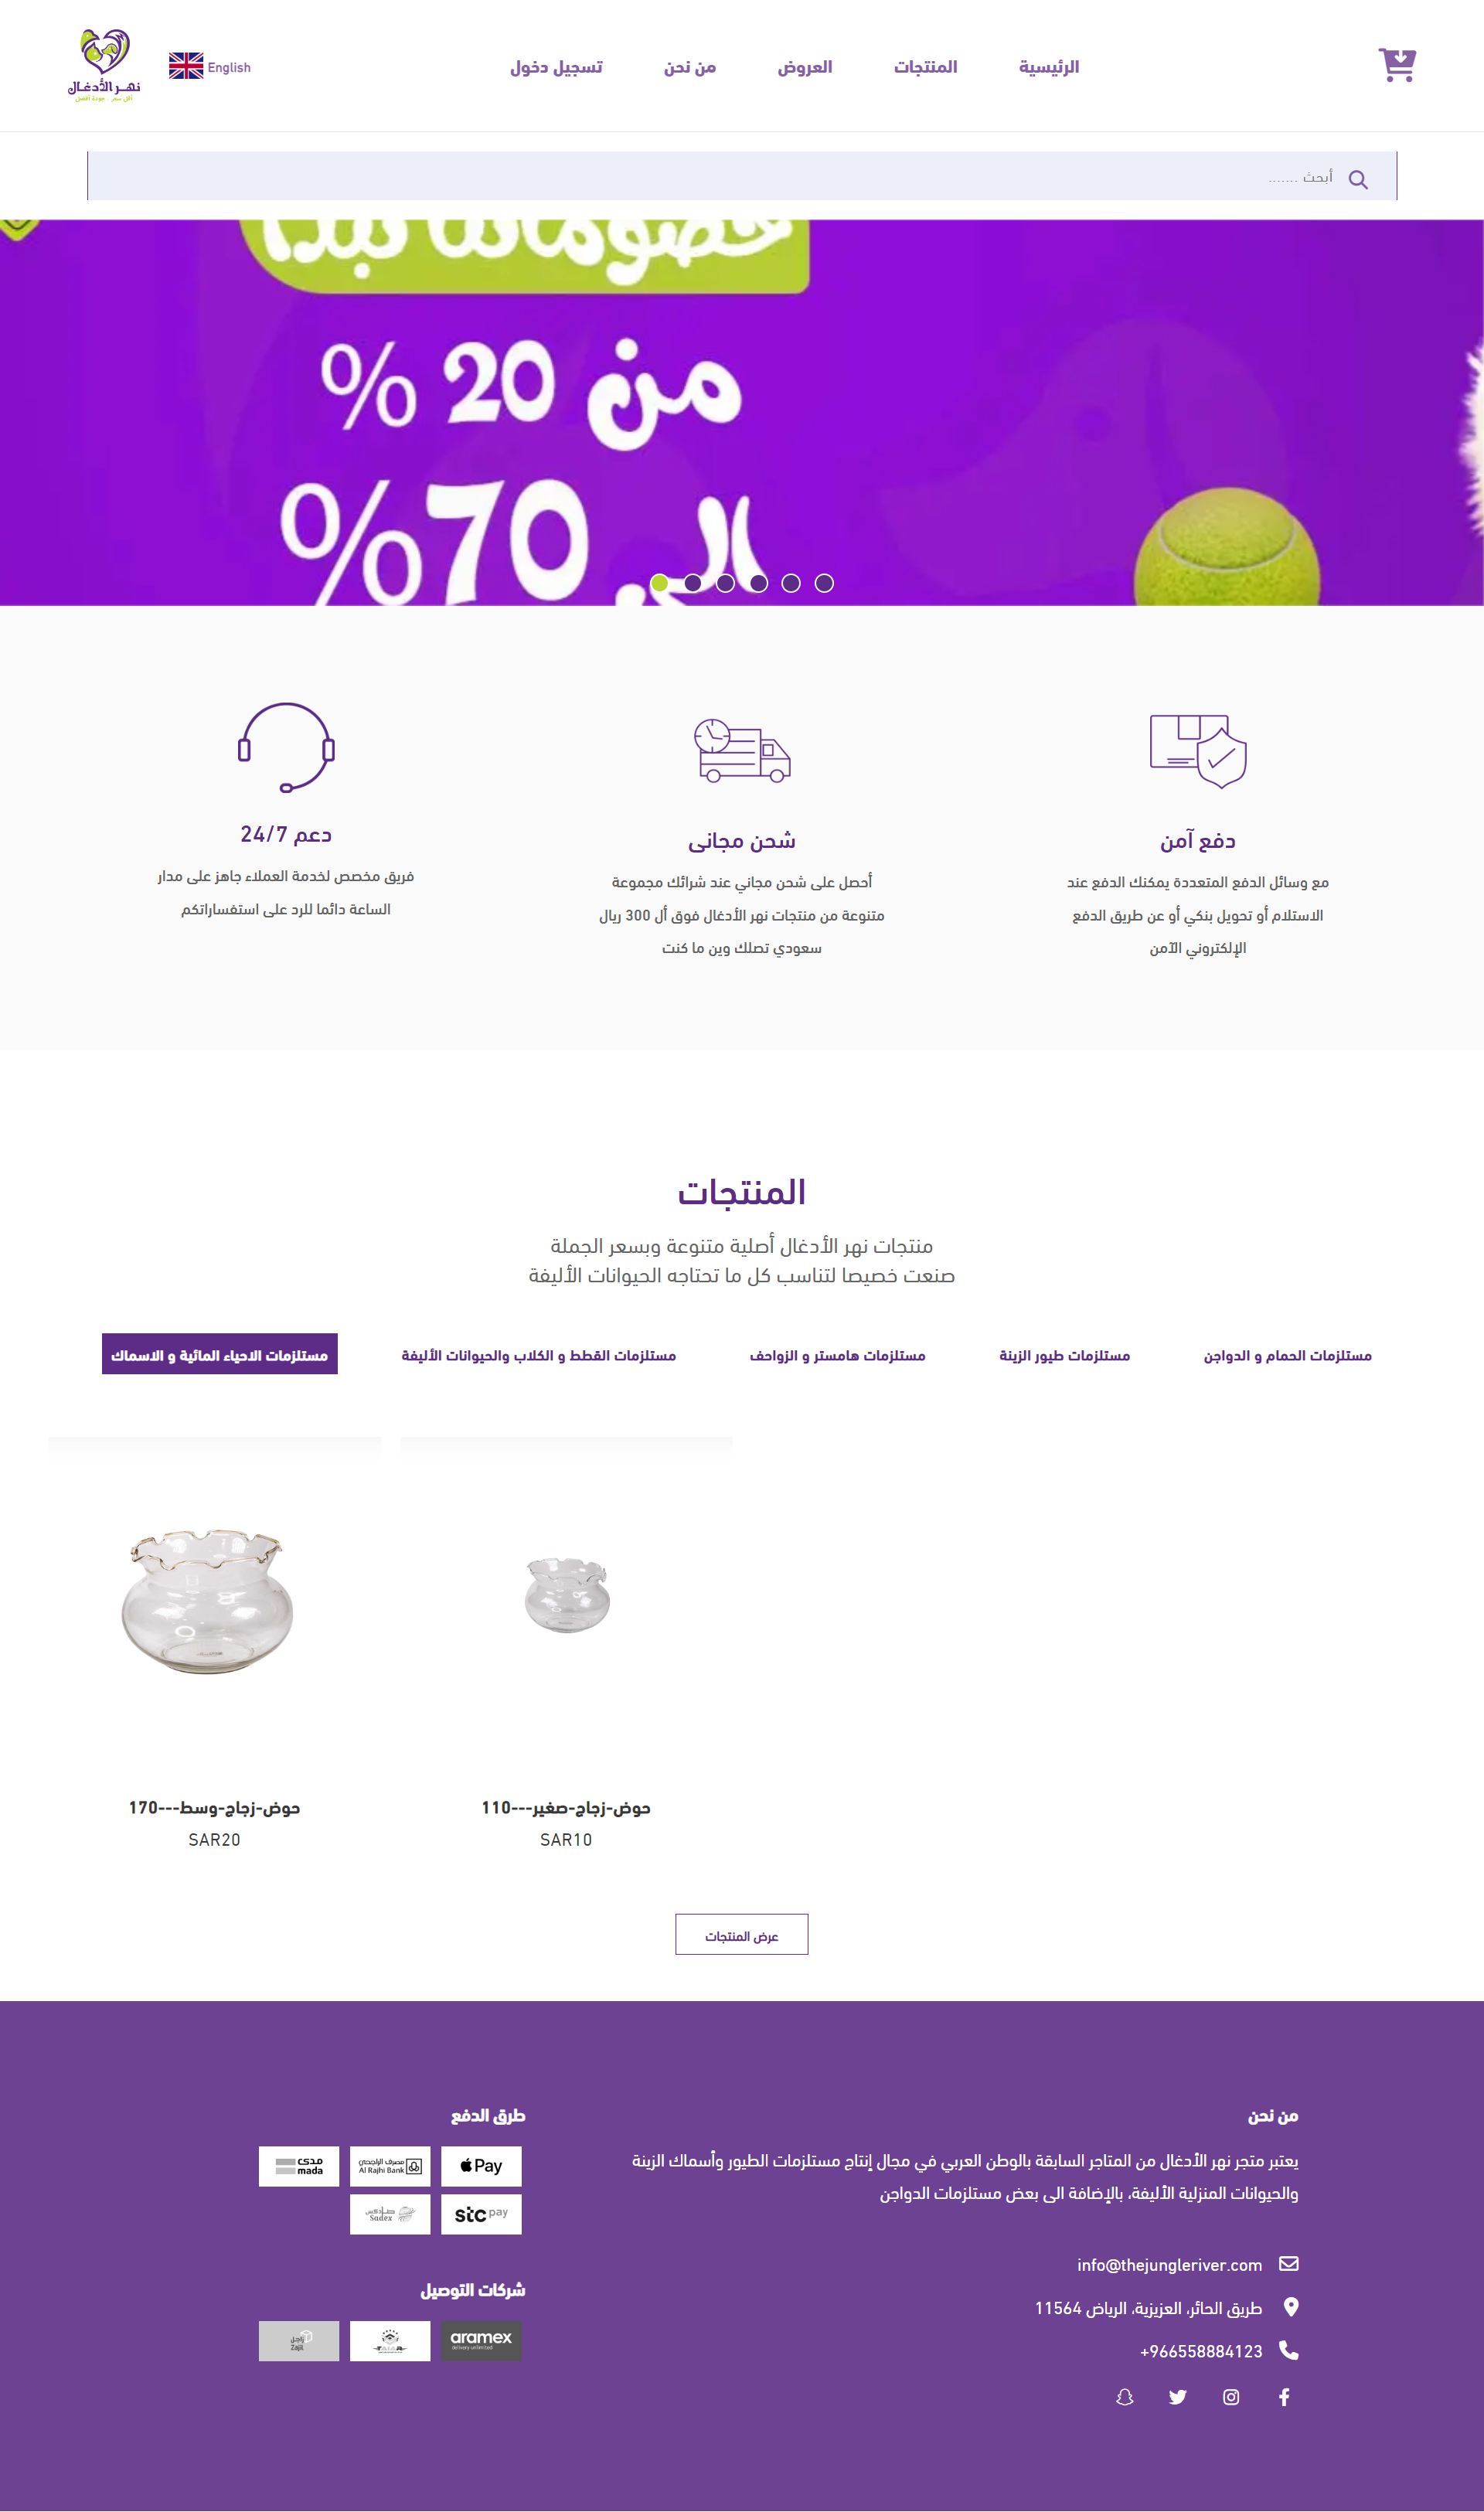 الرئيسية
المنتجات
العروض
من نحن
تسجيل دخول
English
نهر الأدغال
أبحث .......
خصومات تبدأ
من 20 %
الى 70%
دفع آمن
مع وسائل الدفع المتعددة يمكنك الدفع عند
الاستلام أو تحويل بنكي أو عن طريق الدفع
الإلكتروني الآمن
شحن مجانى
أحصل على شحن مجاني عند شرائك مجموعة
متنوعة من منتجات نهر الأدغال فوق أل 300 ريال
سعودي تصلك وين ما كنت
دعم 24/7
فريق مخصص لخدمة العملاء جاهز على مدار
الساعة دائما للرد على استفساراتكم
المنتجات
منتجات نهر الأدغال أصلية متنوعة وبسعر الجملة
صنعت خصيصا لتناسب كل ما تحتاجه الحيوانات الأليفة
مستلزمات الحمام و الدواجن
مستلزمات طيور الزينة
مستلزمات هامستر و الزواحف
مستلزمات القطط و الكلاب والحيوانات الأليفة
مستلزمات الاحياء المائية و الاسماك
حوض-زجاج-صغير---110
SAR10
حوض-زجاج-وسط---170
SAR20
عرض المنتجات
من نحن
يعتبر متجر نهر الأدغال من المتاجر السابقة بالوطن العربي في مجال إنتاج مستلزمات الطيور وأسماك الزينة
والحيوانات المنزلية الأليفة، بالإضافة الى بعض مستلزمات الدواجن
info@thejungleriver.com
طريق الحائر، العزيزية، الرياض 11564
+966558884123
طرق الدفع
Pay
مصرف الراجحي
Al Rajhi Bank
مدى
mada
stc pay
Sadex
شركات التوصيل
aramex
delivery unlimited
زاجل
Zajil